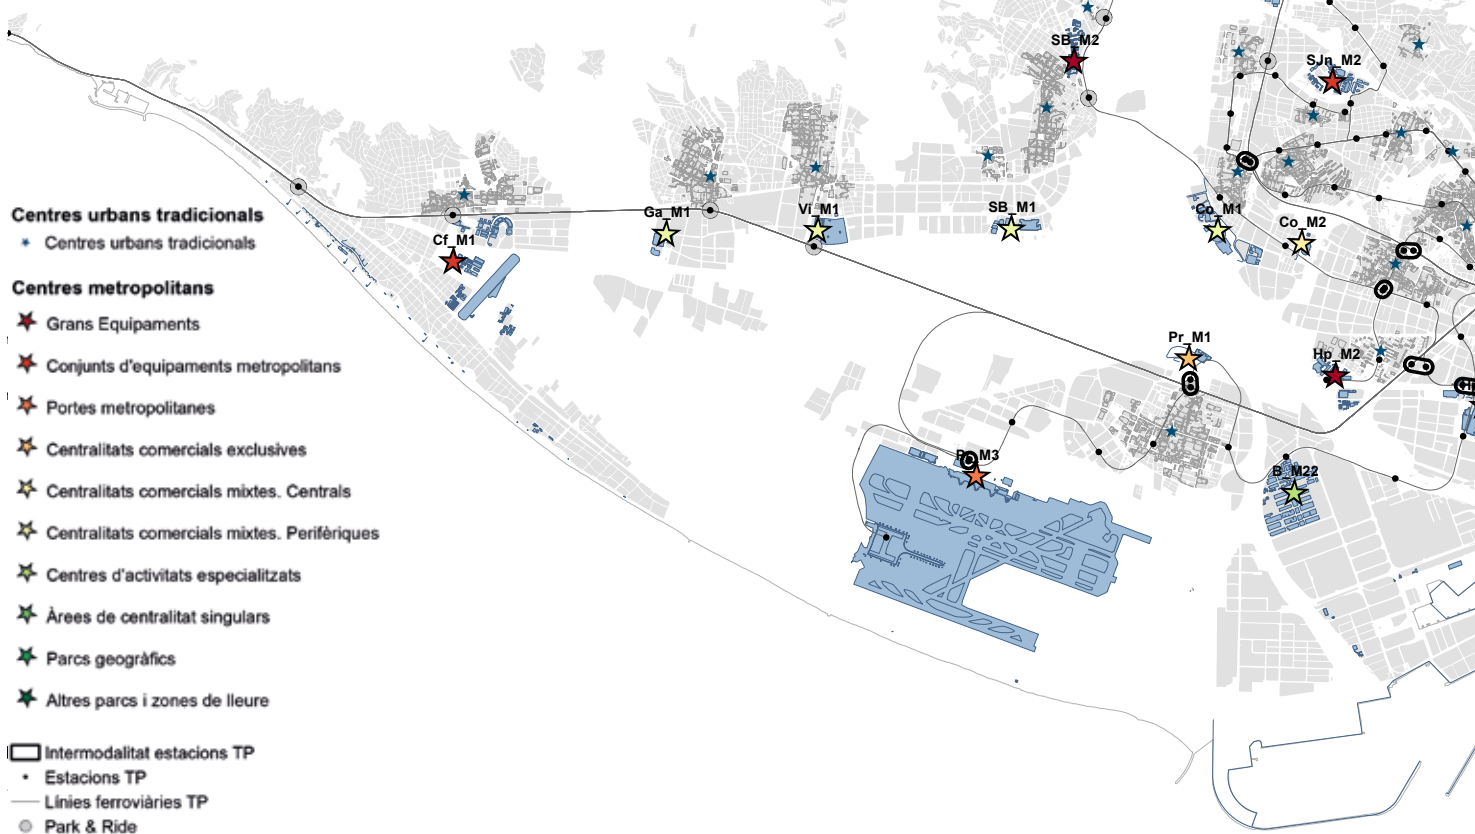 SB_M2
SJn_M2
Ga_M1
Vi_M1
SB_M1
Co_M1
Co_M2
Cf_M1
Pr_M1
Hp_M2
B_M22
Centres urbans tradicionals
Centres urbans tradicionals
Centres metropolitans
Grans Equipaments
Conjunts d'equipaments metropolitans
Portes metropolitanes
Centralitats comercials exclusives
Centralitats comercials mixtes. Centrals
Centralitats comercials mixtes. Perifèriques
Centres d'activitats especialitzats
Àrees de centralitat singulars
Parcs geogràfics
Altres parcs i zones de lleure
Intermodalitat estacions TP
Estacions TP
Línies ferroviàries TP
Park & Ride